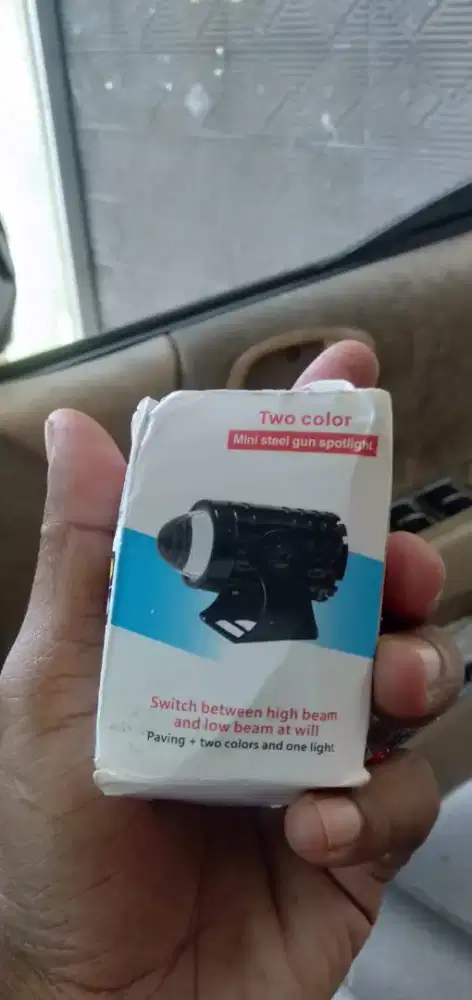 Two color
Mini steel gun spotlight
Switch between high beam
and low beam at will
Paving + two colors and one light